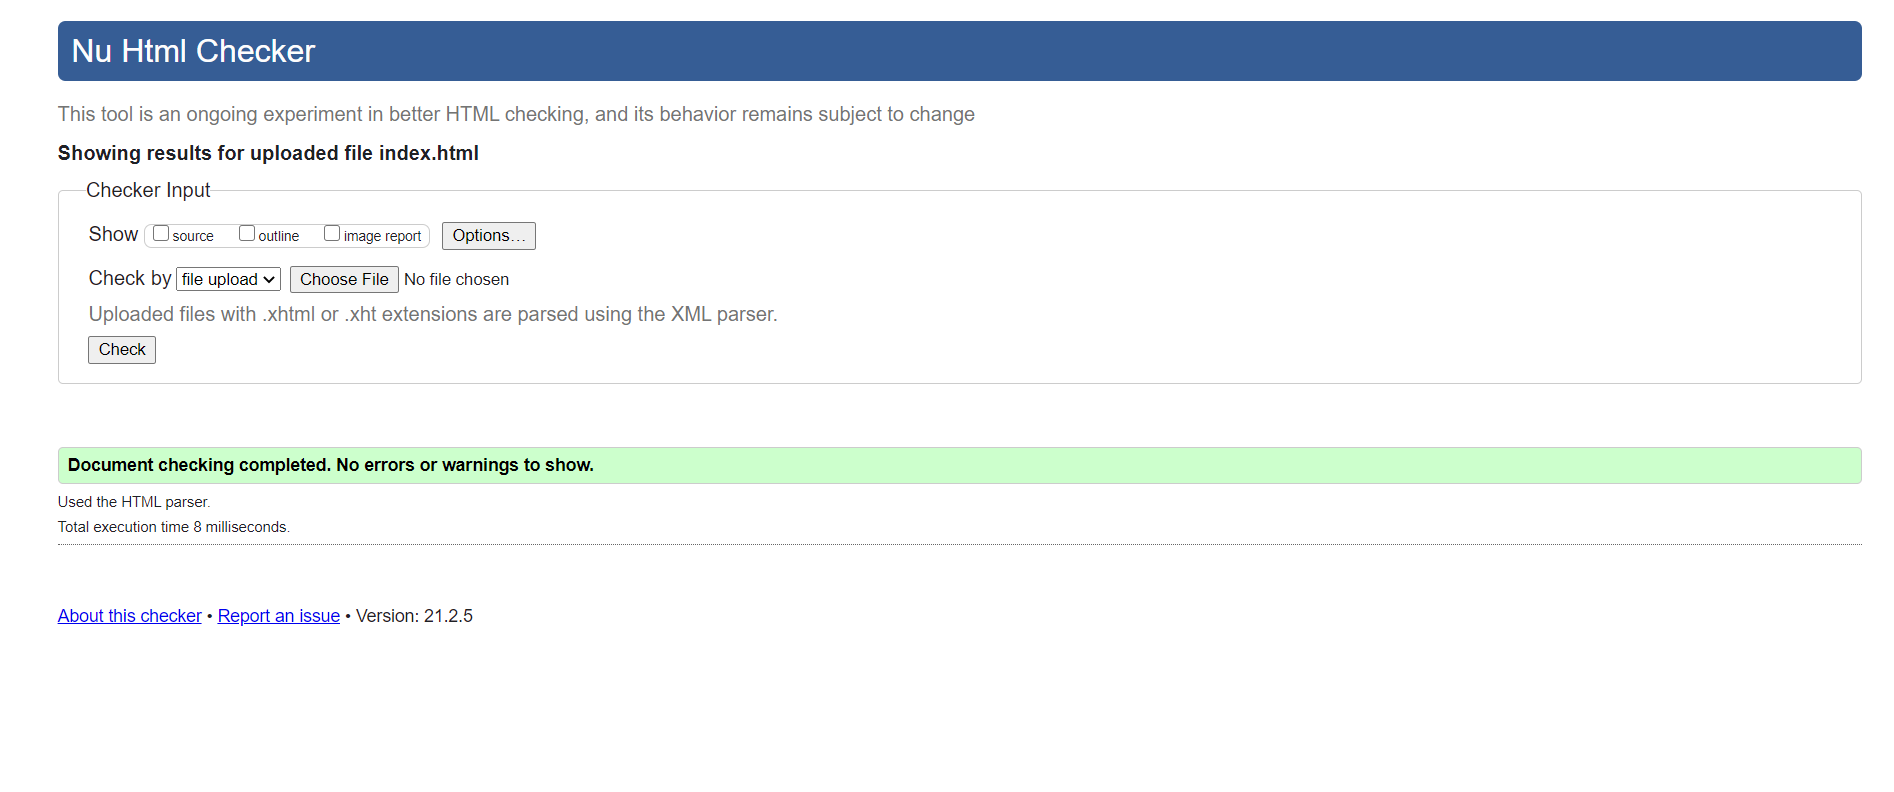 Nu Html Checker
This tool is an ongoing experiment in better HTML checking, and its behavior remains subject to change
Showing results for uploaded file index.html
Checker Input
Show source outline image report Options…
Check by file upload Choose File No file chosen
Uploaded files with .xhtml or .xht extensions are parsed using the XML parser.
Check
Document checking completed. No errors or warnings to show.
Used the HTML parser.
Total execution time 8 milliseconds.
About this checker • Report an issue • Version: 21.2.5